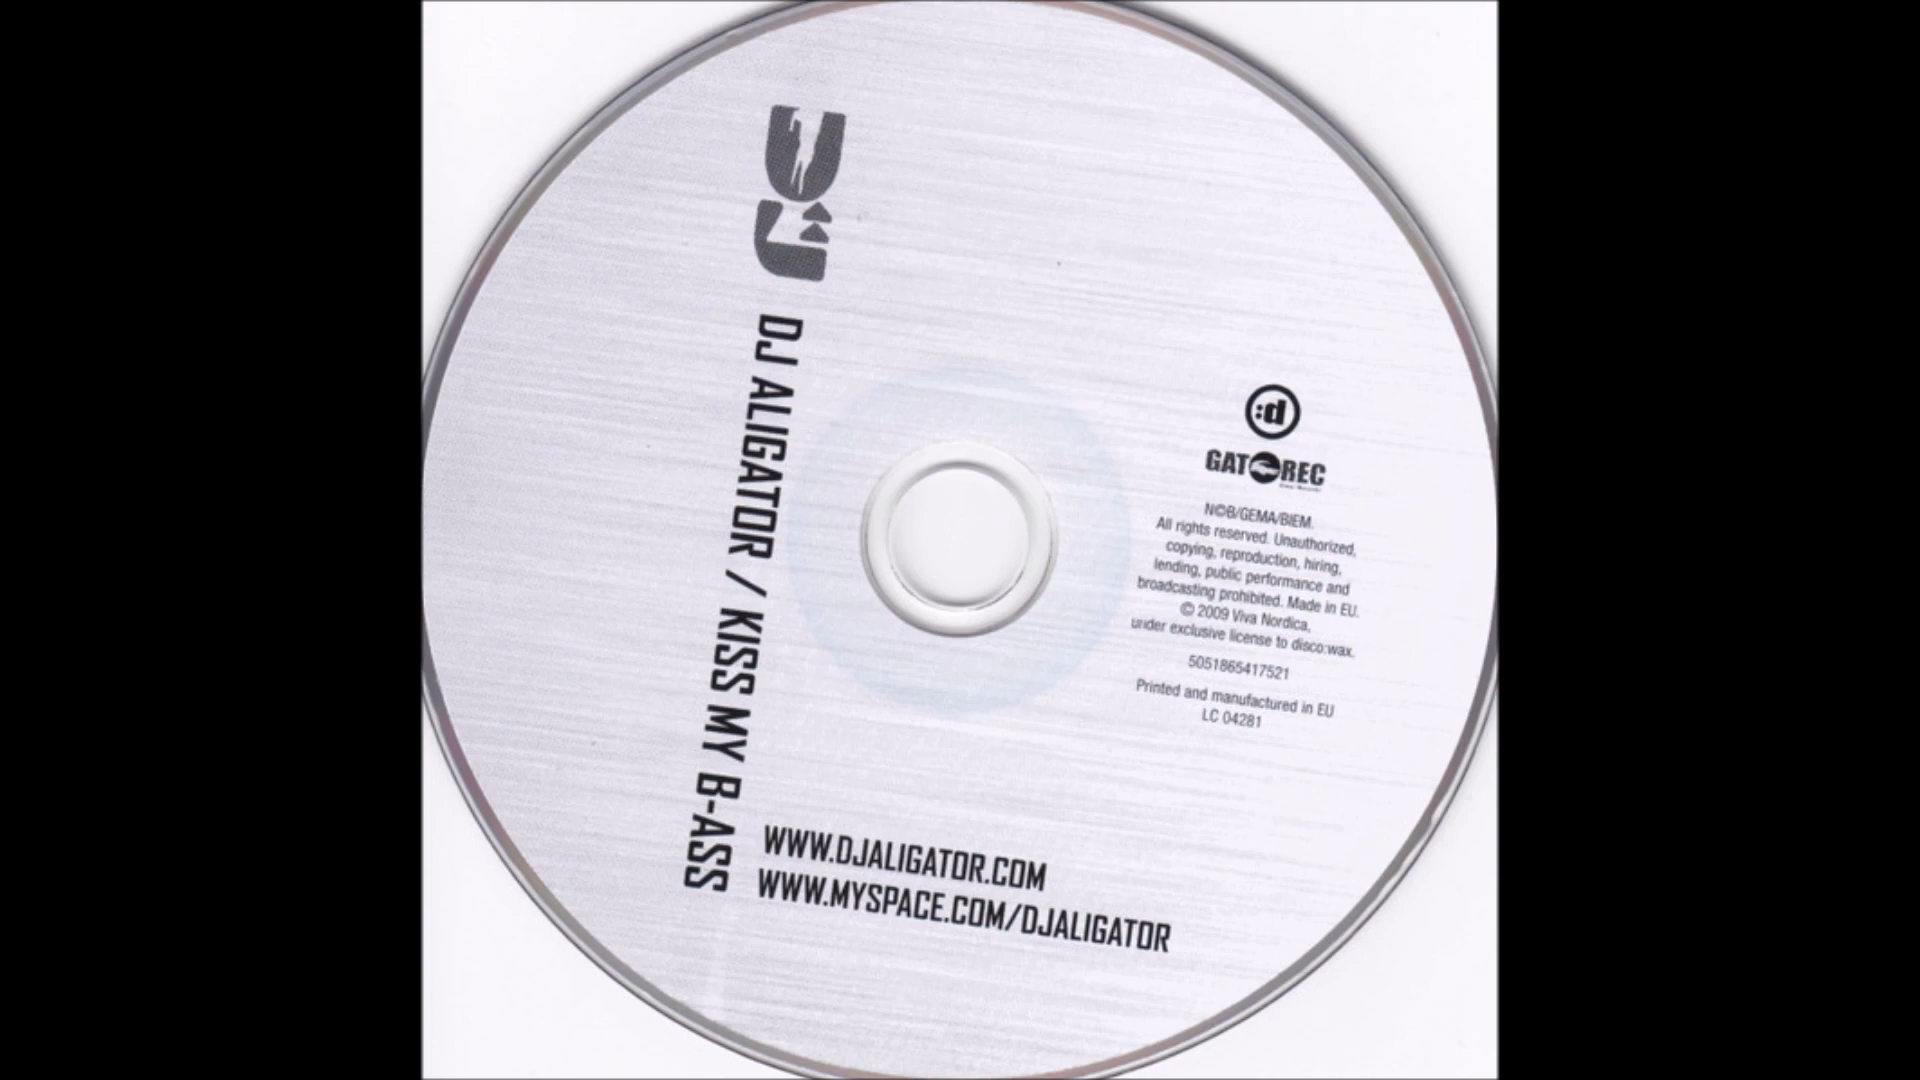 DJ ALIGATOR / KISS MY B-ASS
:d
GATOREC
N©B/GEMA/BIEM.
All rights reserved. Unauthorized,
copying, reproduction, hiring,
lending, public performance and
broadcasting prohibited. Made in EU.
© 2009 Viva Nordica,
under exclusive license to disco:wax.
5051865417521
Printed and manufactured in EU
LC 04281
WWW.DJALIGATOR.COM
WWW.MYSPACE.COM/DJALIGATOR